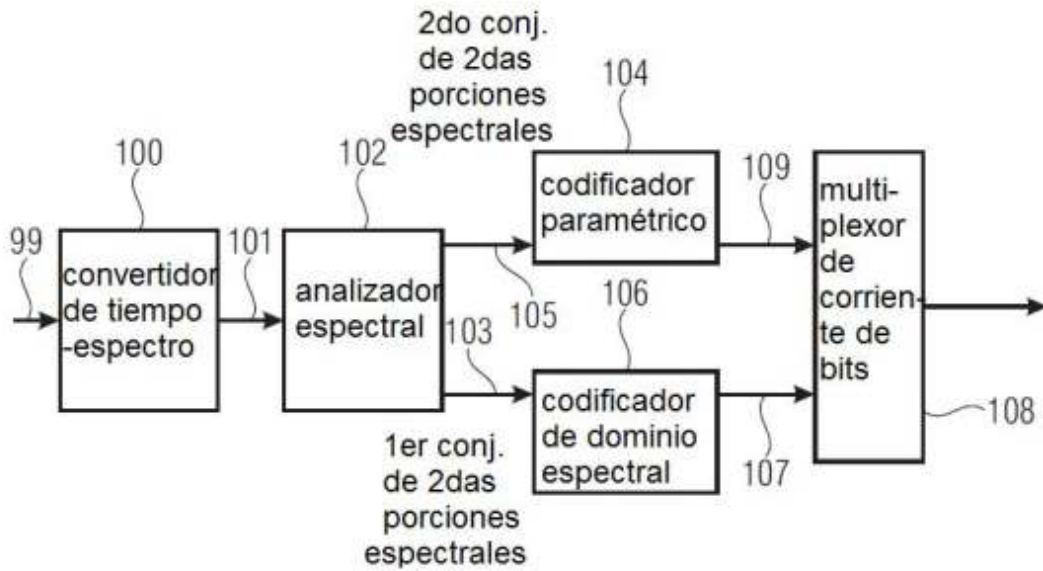 2do conj.
de 2das
porciones
espectrales
104
100
102
109
codificador
paramétrico
multi-
plexor
de
corrien-
te de
bits
99
convertidor
de tiempo
-espectro
101
analizador
espectral
105
106
103
codificador
de dominio
espectral
107
108
1er conj.
de 2das
porciones
espectrales